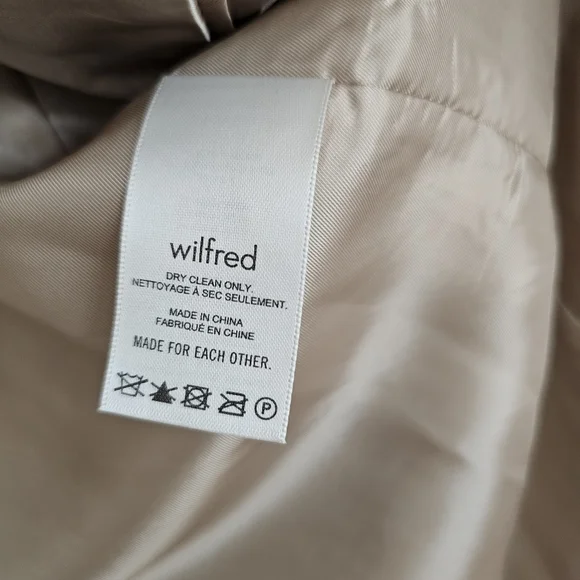 wilfred
DRY CLEAN ONLY.
NETTOYAGE À SEC SEULEMENT.
MADE IN CHINA
FABRIQUÉ EN CHINE
MADE FOR EACH OTHER.
P